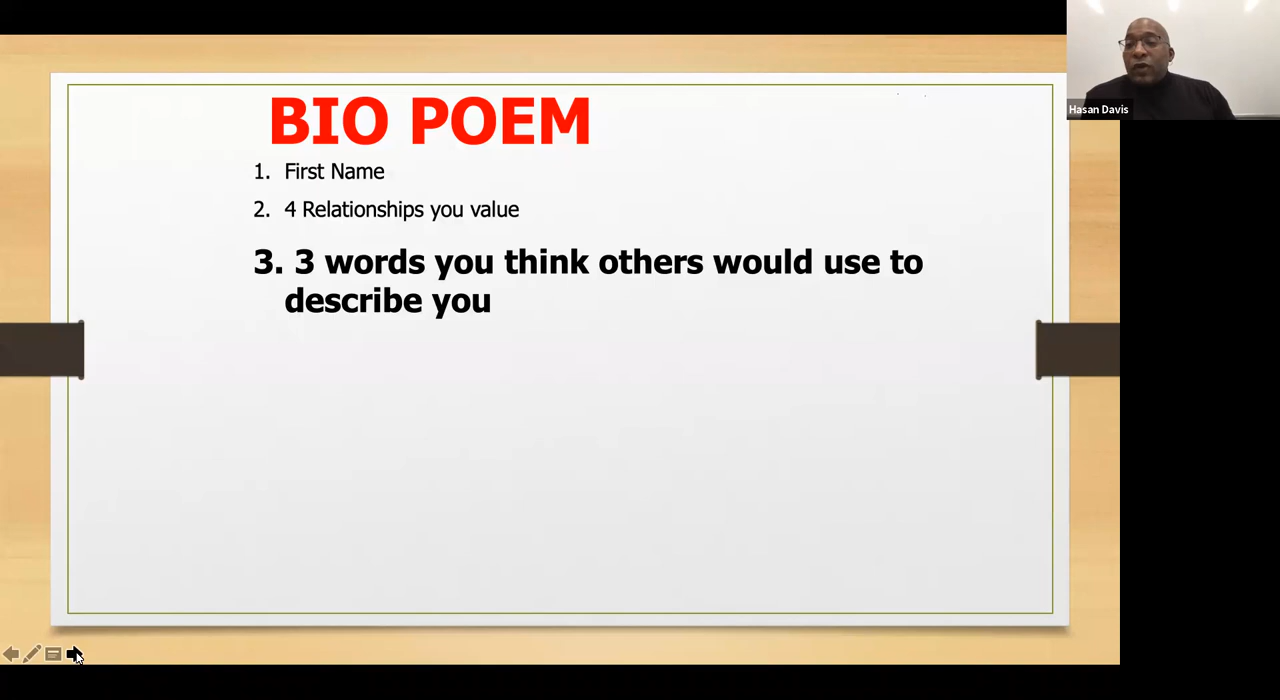 BIO POEM
1. First Name
2. 4 Relationships you value
3. 3 words you think others would use to
describe you
Hasan Davis